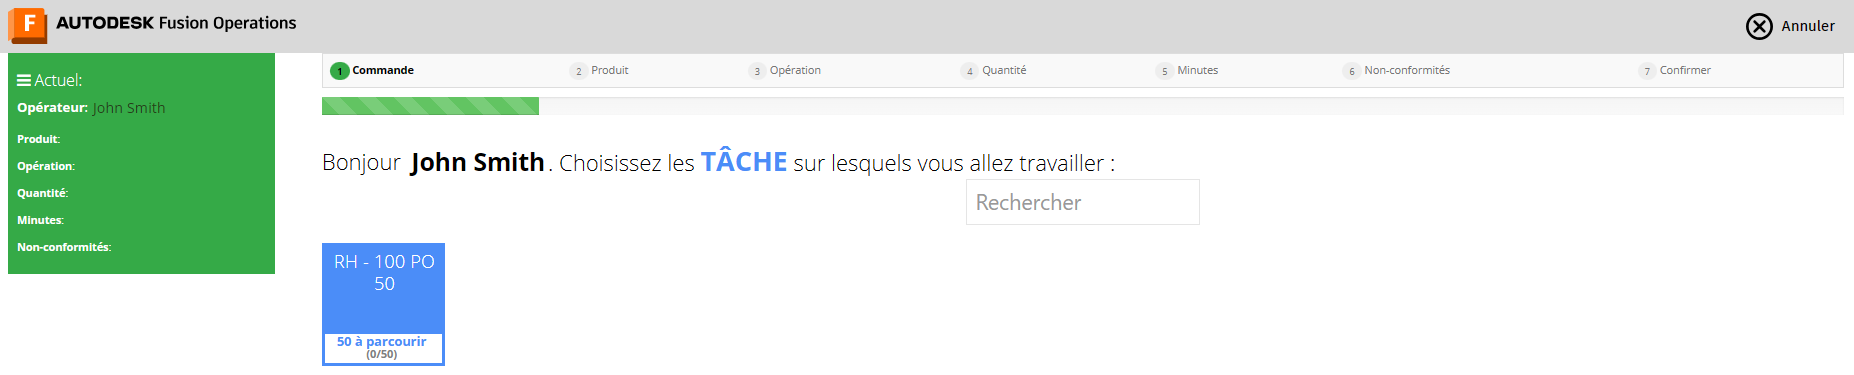 F AUTODESK Fusion Operations
Annuler
Actuel:
Opérateur: John Smith
Produit:
Opération:
Quantité:
Minutes:
Non-conformités:
1 Commande 2 Produit 3 Opération 4 Quantité 5 Minutes 6 Non-conformités 7 Confirmer
Bonjour John Smith. Choisissez les TÂCHE sur lesquels vous allez travailler :
Rechercher
RH - 100 PO
50
50 à parcourir
(0/50)